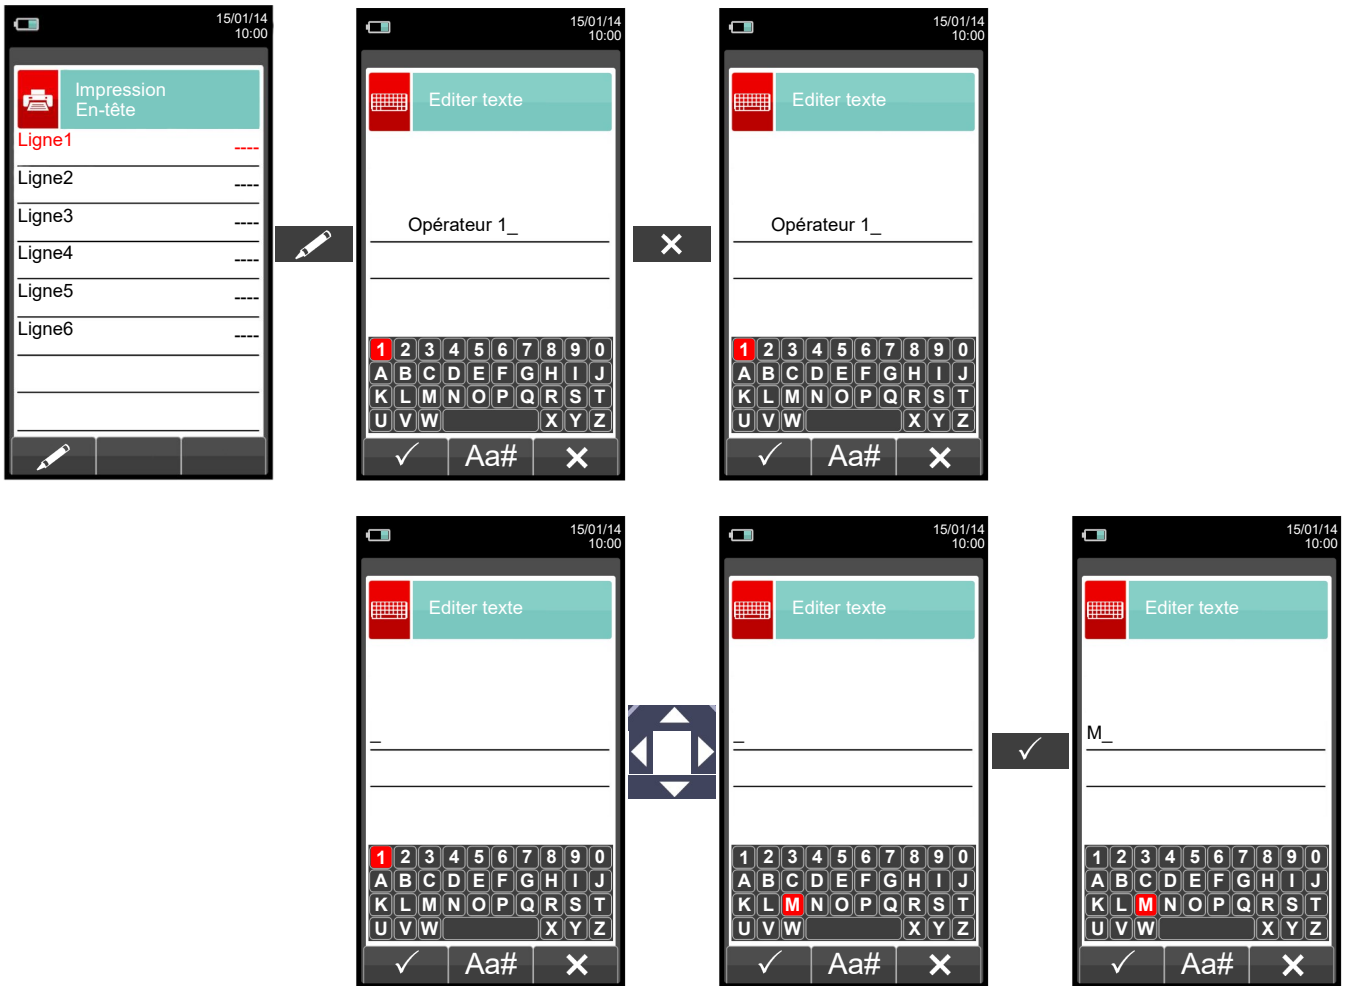 15/01/14
10:00
Impression
En-tête
Ligne1 ----
Ligne2 ----
Ligne3 ----
Ligne4 ----
Ligne5 ----
Ligne6 ----
15/01/14
10:00
Editer texte
Opérateur 1_
1 2 3 4 5 6 7 8 9 0
A B C D E F G H I J
K L M N O P Q R S T
U V W X Y Z
Aa#
15/01/14
10:00
Editer texte
Opérateur 1_
1 2 3 4 5 6 7 8 9 0
A B C D E F G H I J
K L M N O P Q R S T
U V W X Y Z
Aa#
15/01/14
10:00
Editer texte
_
1 2 3 4 5 6 7 8 9 0
A B C D E F G H I J
K L M N O P Q R S T
U V W X Y Z
Aa#
15/01/14
10:00
Editer texte
_
1 2 3 4 5 6 7 8 9 0
A B C D E F G H I J
K L M N O P Q R S T
U V W X Y Z
Aa#
15/01/14
10:00
Editer texte
M_
1 2 3 4 5 6 7 8 9 0
A B C D E F G H I J
K L M N O P Q R S T
U V W X Y Z
Aa#